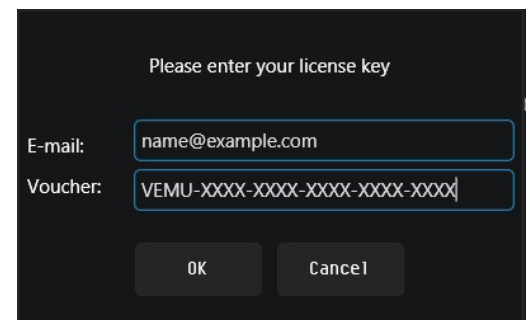 Please enter your license key
E-mail: name@example.com
Voucher: VEMU-XXXX-XXXX-XXXX-XXXX-XXXX
OK Cancel